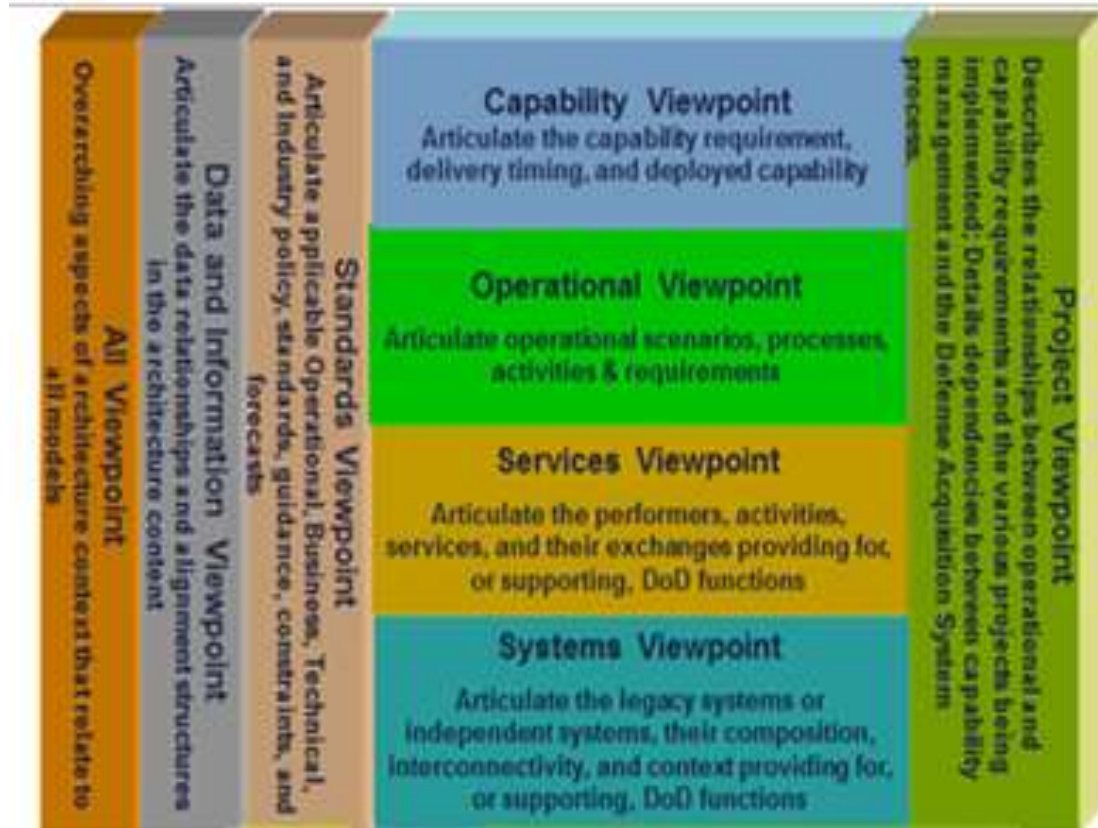 All Viewpoint
Overarching aspects of architecture context that relate to
all models
Data and Information Viewpoint
Articulate the data relationships and alignment structures
in the architecture content
Standards Viewpoint
Articulate applicable Operational, Business, Technical,
and Industry policy, standards, guidance, constraints, and
forecasts
Capability Viewpoint
Articulate the capability requirement,
delivery timing, and deployed capability
Operational Viewpoint
Articulate operational scenarios, processes,
activities & requirements
Services Viewpoint
Articulate the performers, activities,
services, and their exchanges providing for,
or supporting, DoD functions
Systems Viewpoint
Articulate the legacy systems or
independent systems, their composition,
interconnectivity, and context providing for,
or supporting, DoD functions
Project Viewpoint
Describes the relationships between operational and
capability requirements and the various projects being
implemented; Details dependencies between capability
management and the Defense Acquisition System
process.